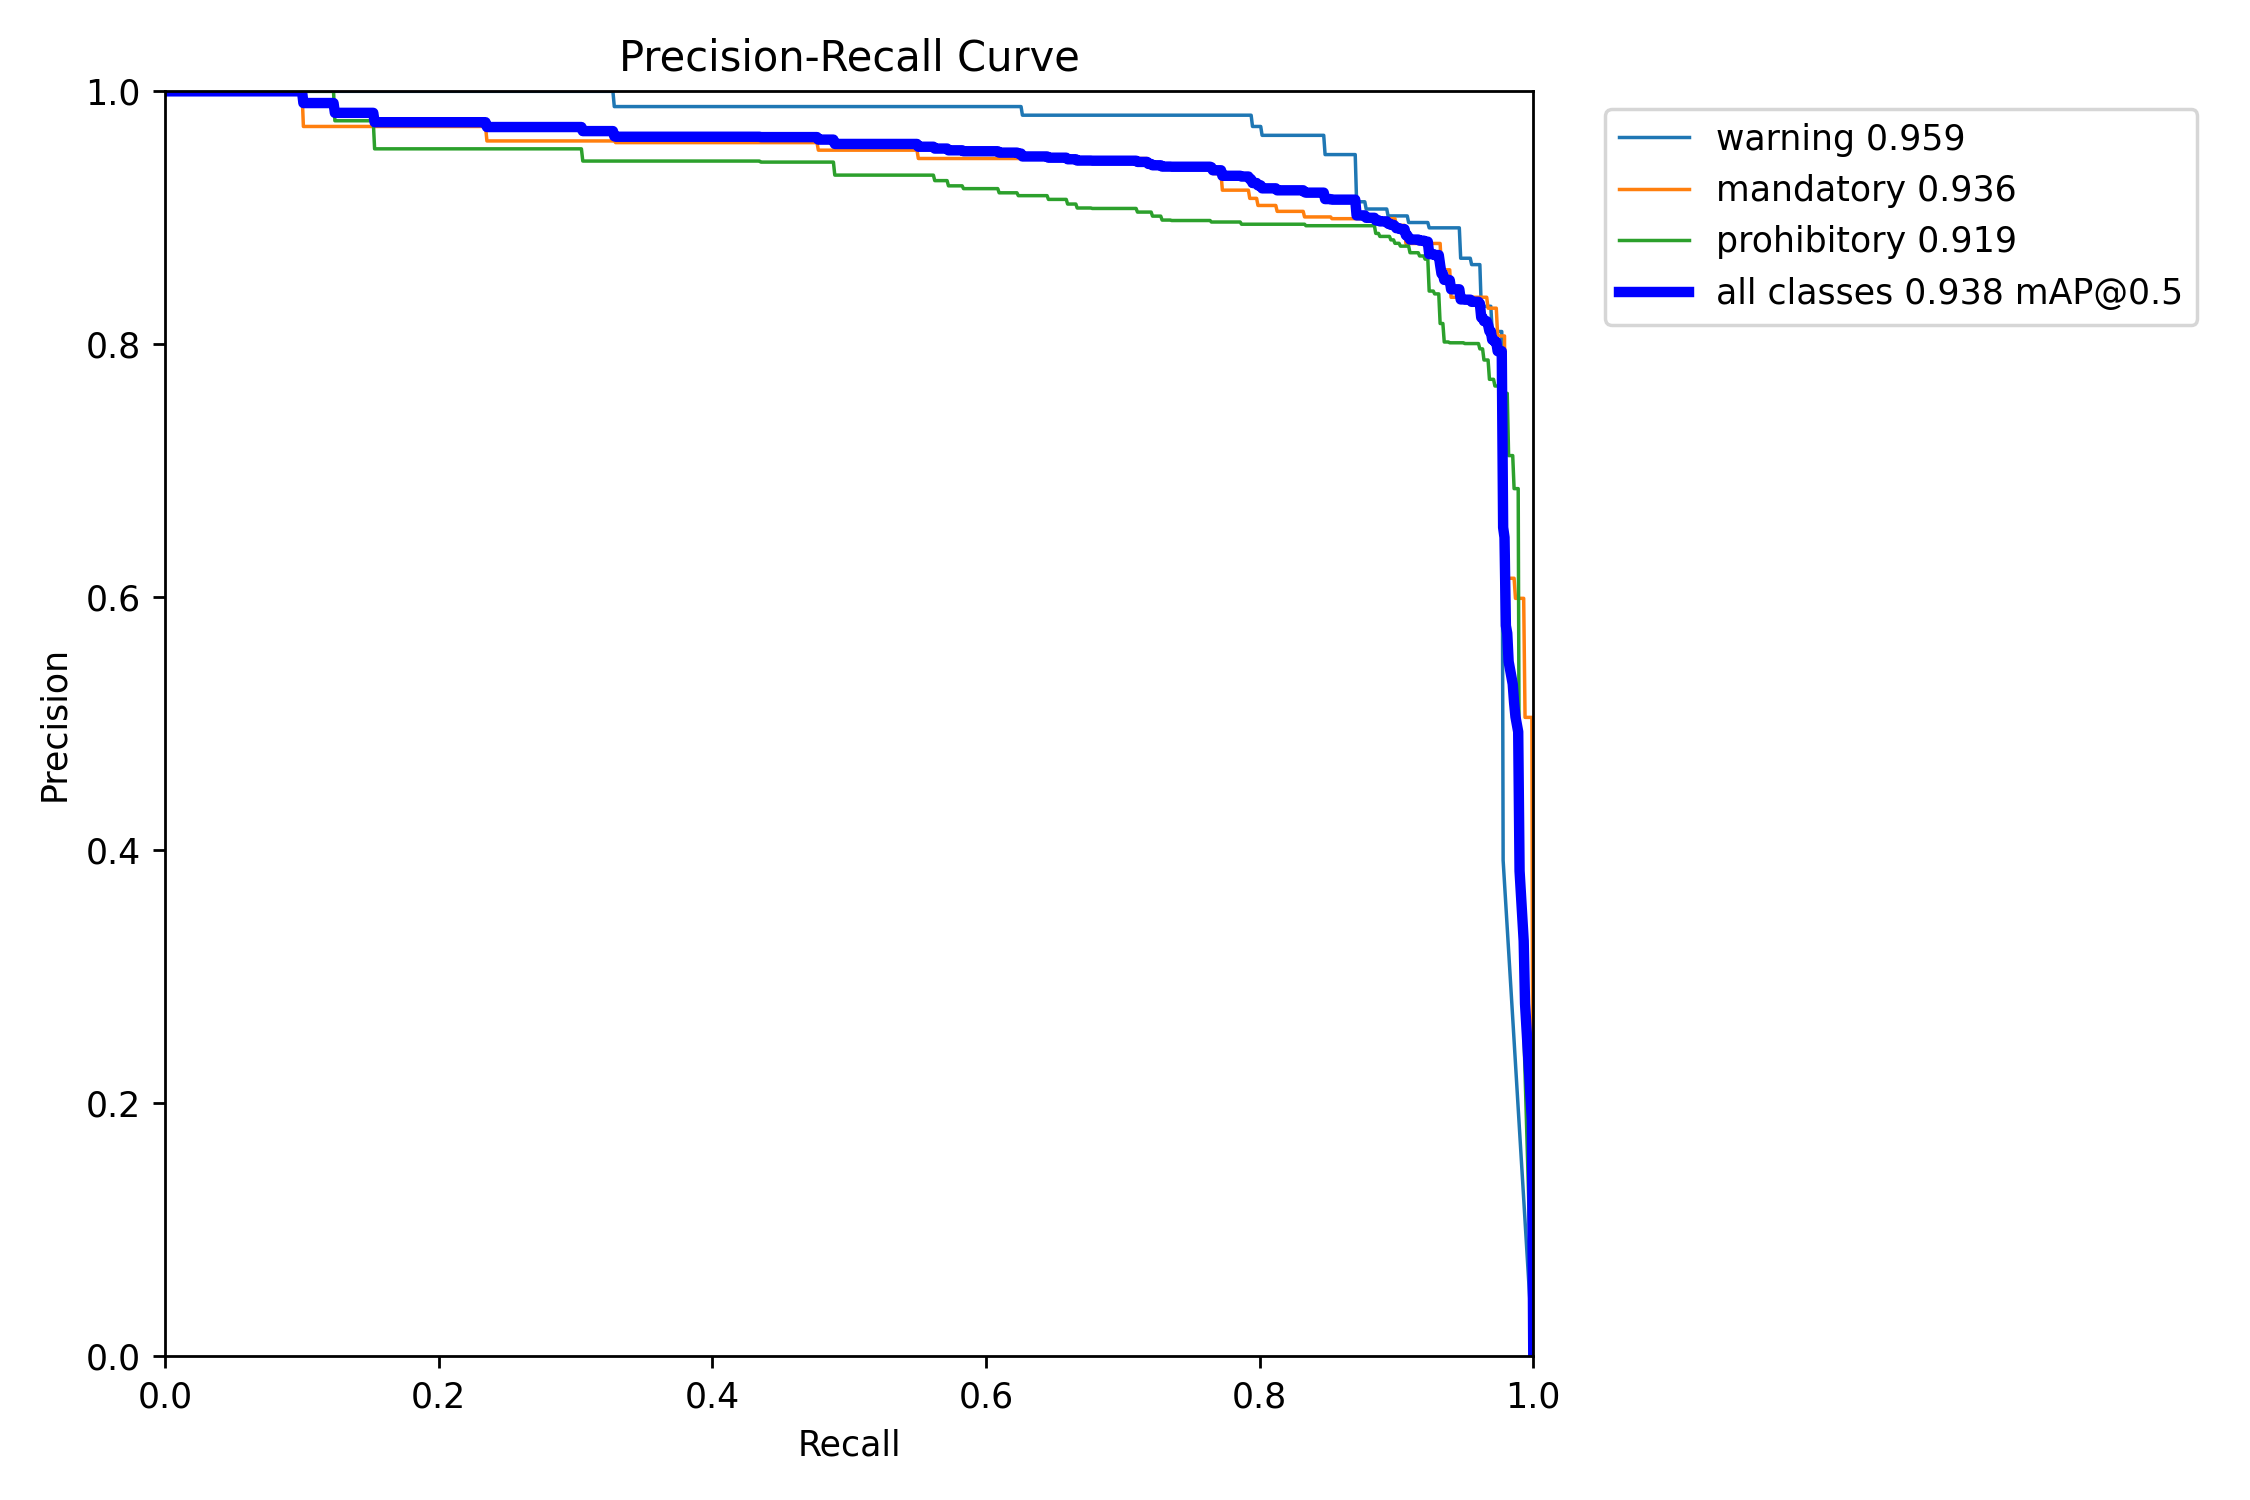 Precision-Recall Curve
1.0
0.8
0.6
0.4
0.2
0.0
Precision
0.0 0.2 0.4 0.6 0.8 1.0
Recall
warning 0.959
mandatory 0.936
prohibitory 0.919
all classes 0.938 mAP@0.5